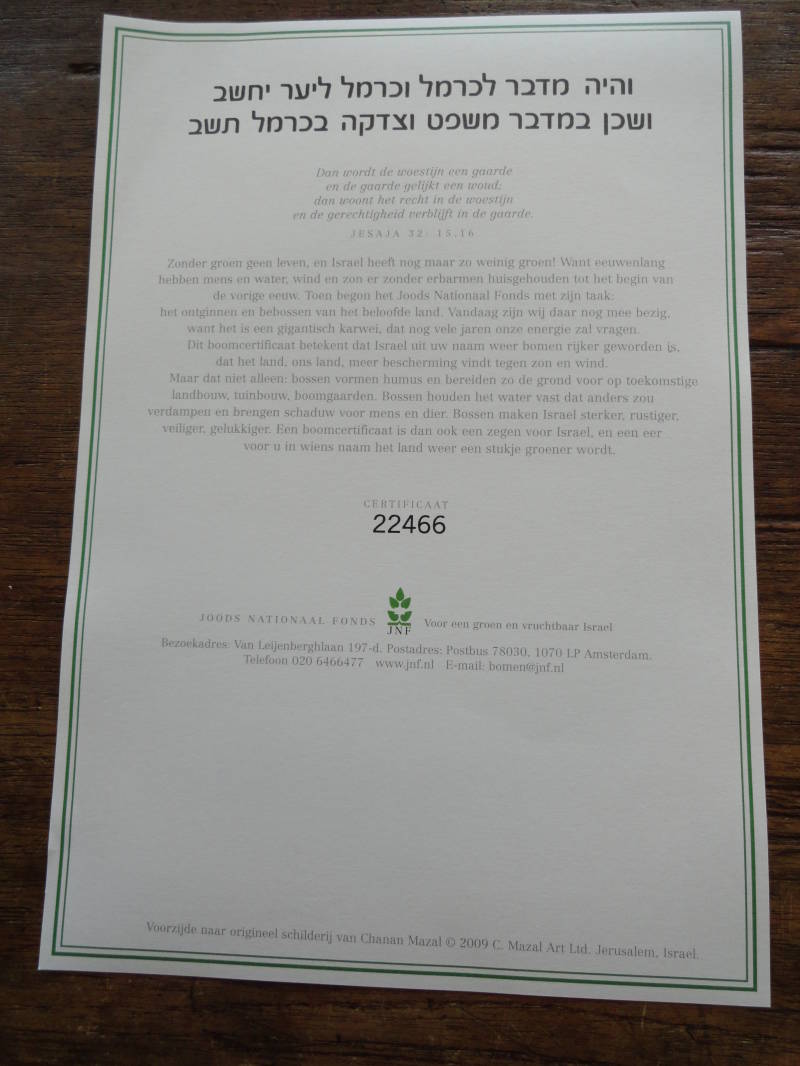 והיה מדבר לכרמל וכרמל ליער יחשב
ושכן במדבר משפט וצדקה בכרמל תשב
Dan wordt de woestijn een gaarde
en de gaarde gelijkt een woud;
dan woont het recht in de woestijn
en de gerechtigheid verblijft in de gaarde.
JESAJA 32: 15,16
Zonder groen geen leven, en Israel heeft nog maar zo weinig groen! Want eeuwenlang
hebben mens en water, wind en zon er zonder erbarmen huisgehouden tot het begin van
de vorige eeuw. Toen begon het Joods Nationaal Fonds met zijn taak:
het ontginnen en bebossen van het beloofde land. Vandaag zijn wij daar nog mee bezig,
want het is een gigantisch karwei, dat nog vele jaren onze energie zal vragen.
Dit boomcertificaat betekent dat Israel uit uw naam weer bomen rijker geworden is,
dat het land, ons land, meer bescherming vindt tegen zon en wind.
Maar dat niet alleen: bossen vormen humus en bereiden zo de grond voor op toekomstige
landbouw, tuinbouw, boomgaarden. Bossen houden het water vast dat anders zou
verdampen en brengen schaduw voor mens en dier. Bossen maken Israel sterker, rustiger,
veiliger, gelukkiger. Een boomcertificaat is dan ook een zegen voor Israel, en een eer
voor u in wiens naam het land weer een stukje groener wordt.
CERTIFICAAT
22466
JOODS NATIONAAL FONDS JNF Voor een groen en vruchtbaar Israel
Bezoekadres: Van Leijenberghlaan 197-d. Postadres: Postbus 78030, 1070 LP Amsterdam.
Telefoon 020 6466477 www.jnf.nl E-mail: bomen@jnf.nl
Voorzijde naar origineel schilderij van Chanan Mazal © 2009 C. Mazal Art Ltd. Jerusalem, Israel.